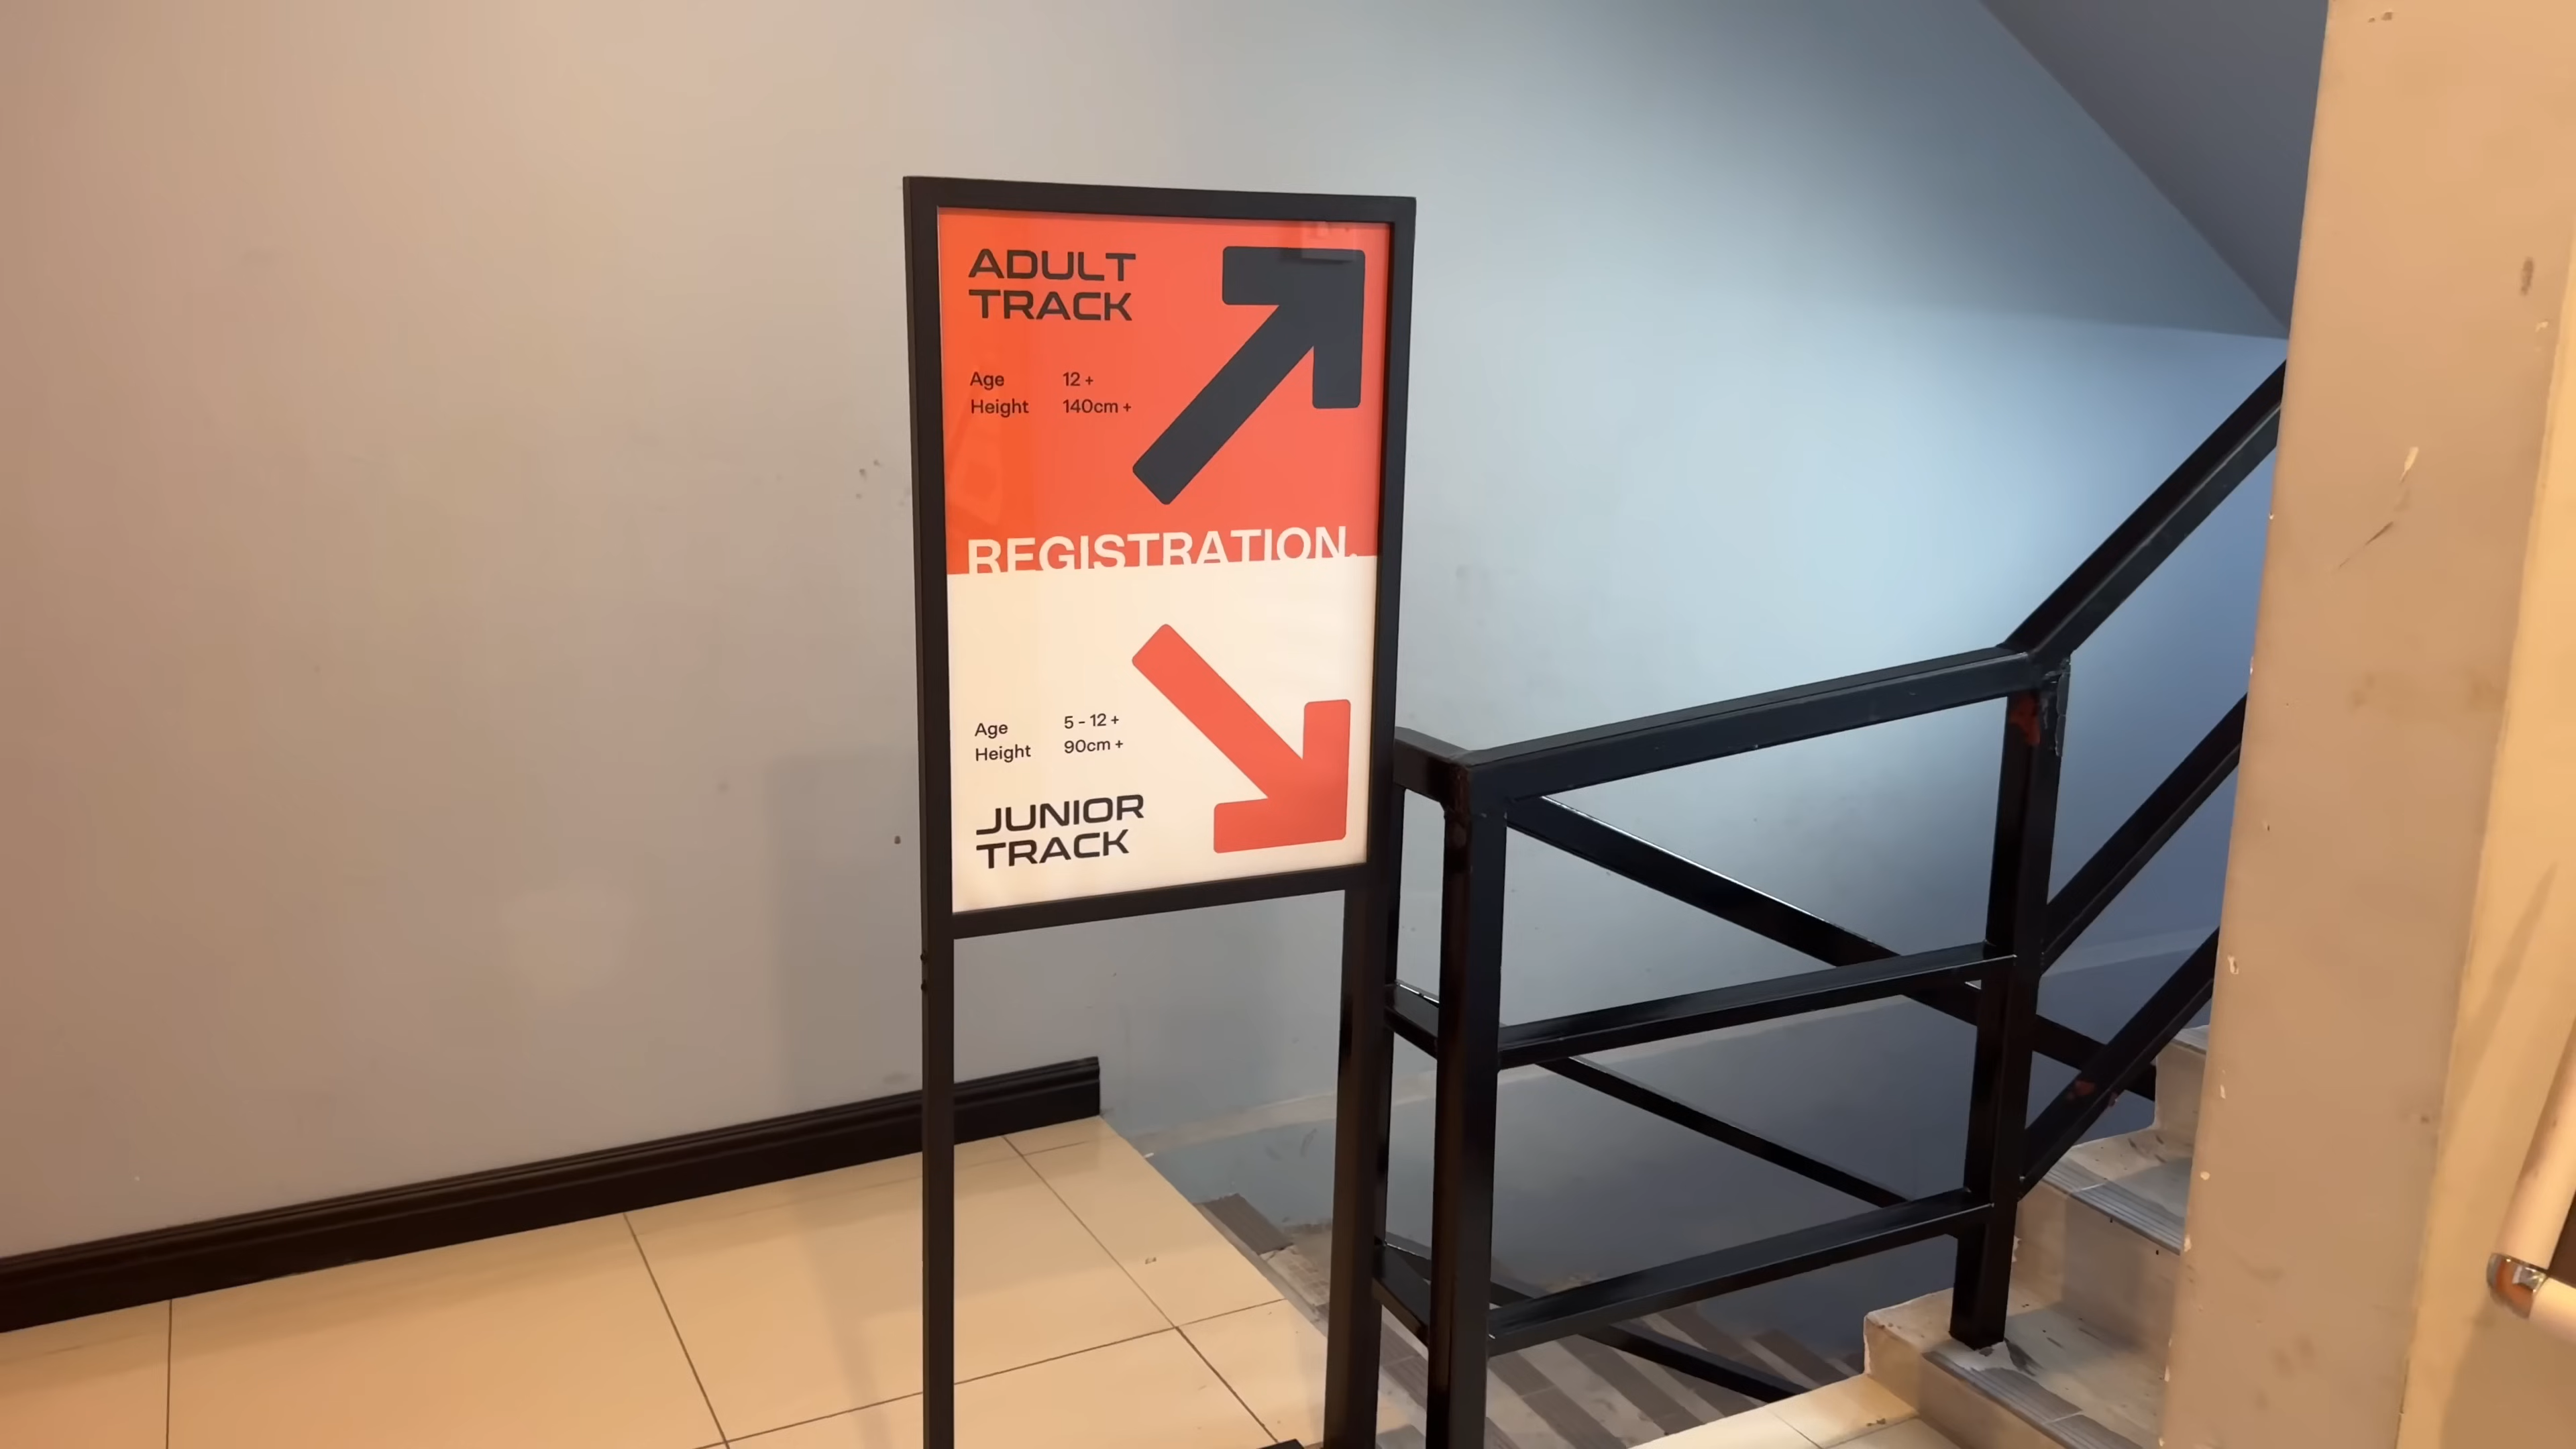 ADULT
TRACK
Age 12 +
Height 140cm +
REGISTRATION.
Age 5 - 12 +
Height 90cm +
JUNIOR
TRACK